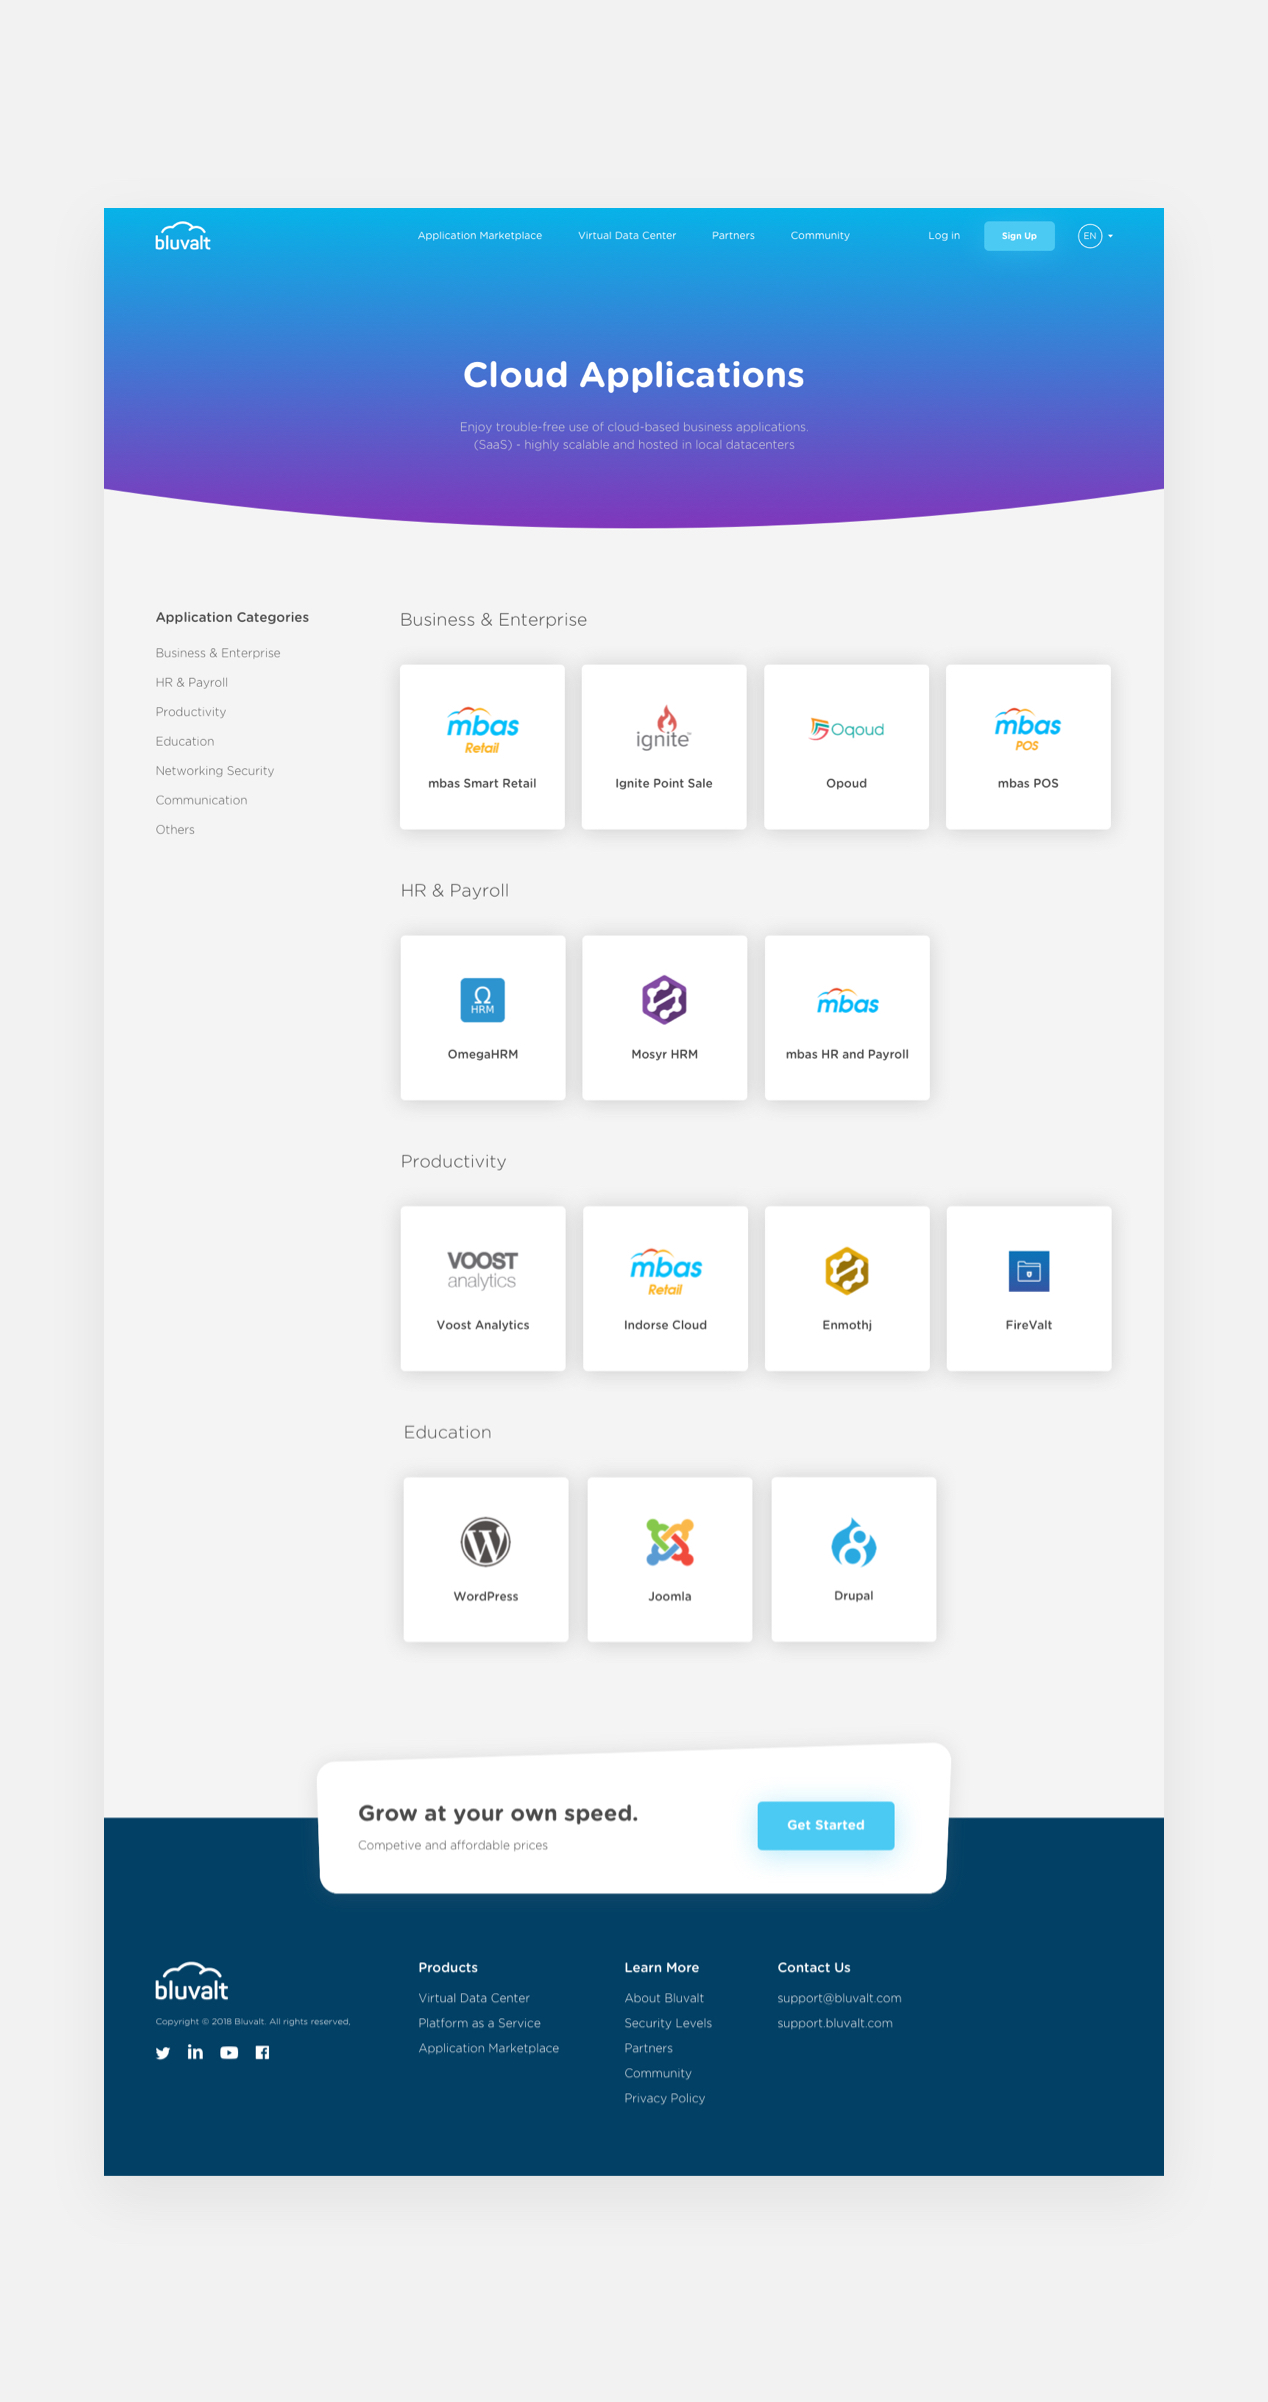 bluvalt
Application Marketplace
Virtual Data Center
Partners
Community
Log in
Sign Up
EN
Cloud Applications
Enjoy trouble-free use of cloud-based business applications.
(SaaS) - highly scalable and hosted in local datacenters
Application Categories
Business & Enterprise
HR & Payroll
Productivity
Education
Networking Security
Communication
Others
Business & Enterprise
mbas
Retail
mbas Smart Retail
ignite™
Ignite Point Sale
Oqoud
Opoud
mbas
POS
mbas POS
HR & Payroll
Ω
HRM
OmegaHRM
Mosyr HRM
mbas
mbas HR and Payroll
Productivity
VOOST
analytics
Voost Analytics
mbas
Retail
Indorse Cloud
Enmothj
FireValt
Education
W
WordPress
Joomla
Drupal
Grow at your own speed.
Competive and affordable prices
Get Started
bluvalt
Copyright © 2018 Bluvalt. All rights reserved,
Products
Virtual Data Center
Platform as a Service
Application Marketplace
Learn More
About Bluvalt
Security Levels
Partners
Community
Privacy Policy
Contact Us
support@bluvalt.com
support.bluvalt.com